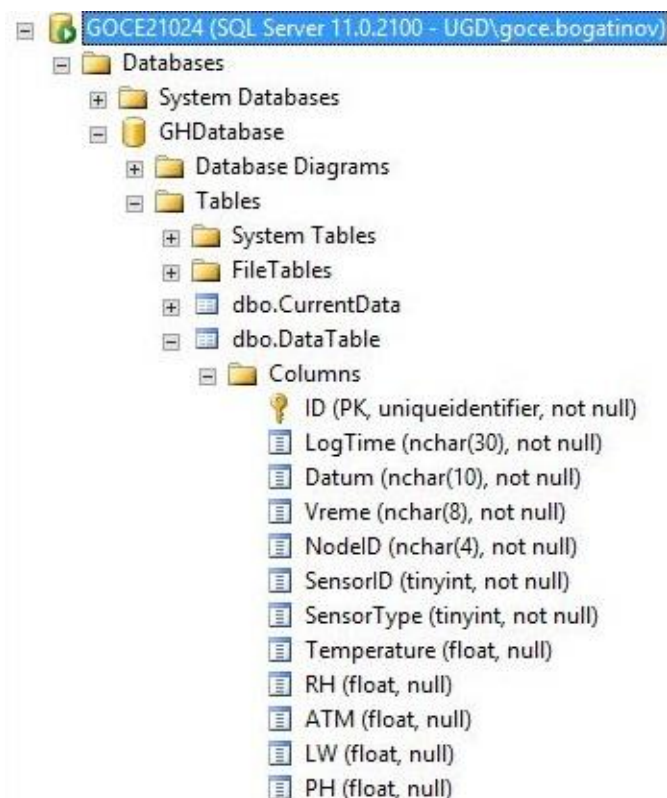 GOCE21024 (SQL Server 11.0.2100 - UGD\goce.bogatinov)
Databases
System Databases
GHDatabase
Database Diagrams
Tables
System Tables
FileTables
dbo.CurrentData
dbo.DataTable
Columns
ID (PK, uniqueidentifier, not null)
LogTime (nchar(30), not null)
Datum (nchar(10), not null)
Vreme (nchar(8), not null)
NodeID (nchar(4), not null)
SensorID (tinyint, not null)
SensorType (tinyint, not null)
Temperature (float, null)
RH (float, null)
ATM (float, null)
LW (float, null)
PH (float, null)